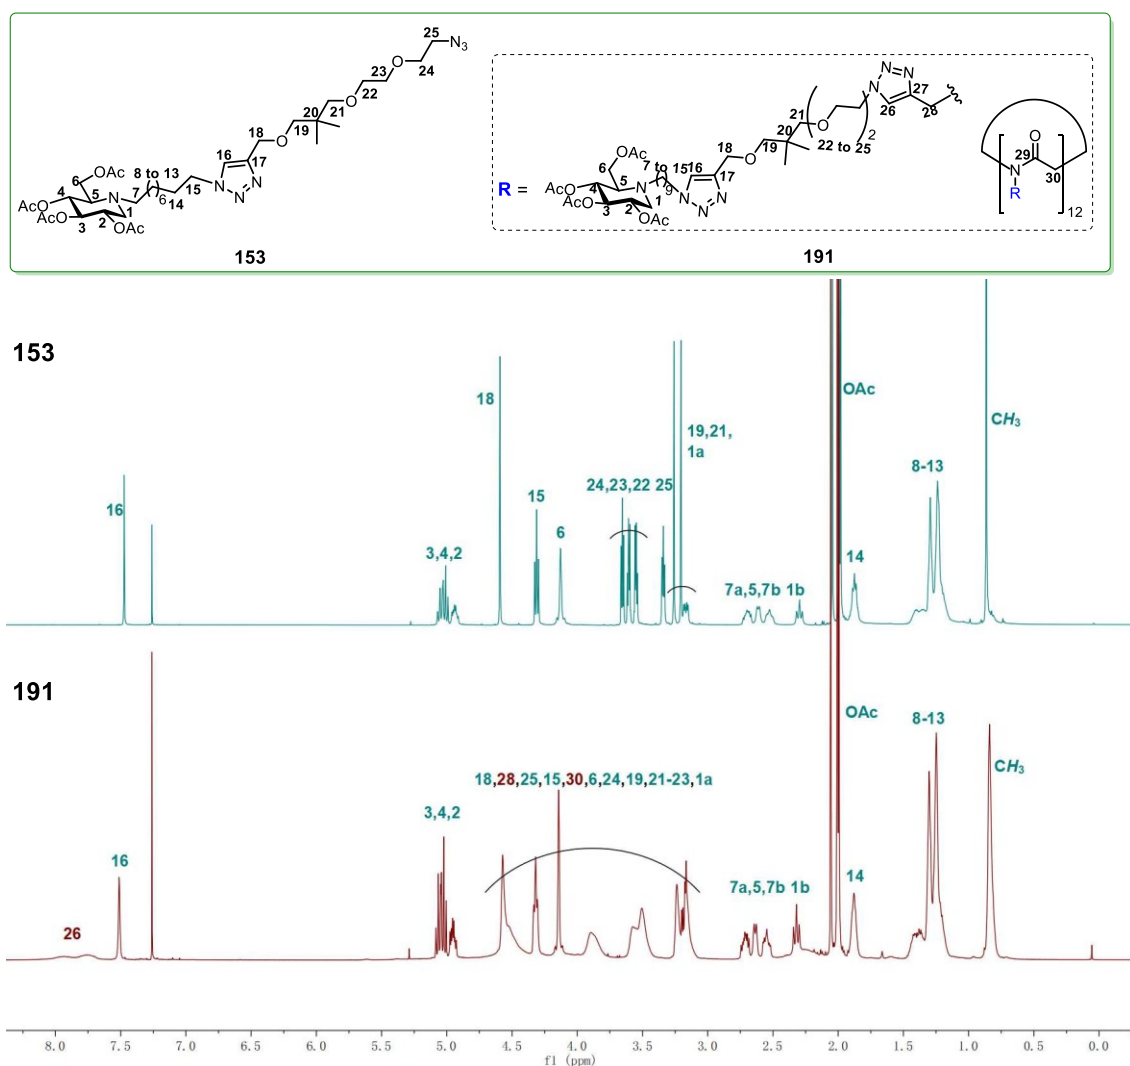 25
N3
O
24
23
22
O
21
20
19
O
18
16
17
N
N
N
8 to
13
6
14
15
OAc
6
4
5
N
7
AcO
AcO
AcO
3
2
1
OAc
153
R =
OAc
6
7 to
15
16
AcO
AcO
AcO
4
5
N
9
3
2
1
OAc
N
N
N
17
18
O
19
20
21
O
22 to 25
2
N
N
N
27
26
28
O
29
N
R
30
12
191
153
16
3,4,2
18
15
6
24,23,22 25
19,21,
1a
7a,5,7b 1b
OAc
14
8-13
CH3
191
26
16
3,4,2
18,28,25,15,30,6,24,19,21-23,1a
7a,5,7b 1b
OAc
14
8-13
CH3
8.0 7.5 7.0 6.5 6.0 5.5 5.0 4.5 4.0 3.5 3.0 2.5 2.0 1.5 1.0 0.5 0.0
f1 (ppm)